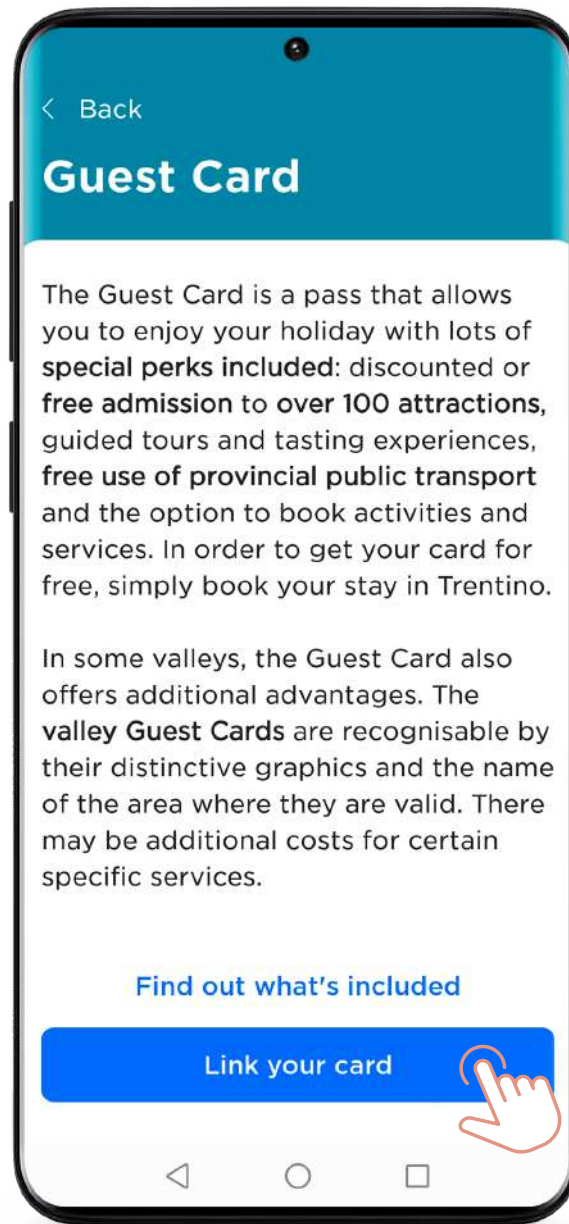 Back
Guest Card
The Guest Card is a pass that allows
you to enjoy your holiday with lots of
special perks included: discounted or
free admission to over 100 attractions,
guided tours and tasting experiences,
free use of provincial public transport
and the option to book activities and
services. In order to get your card for
free, simply book your stay in Trentino.
In some valleys, the Guest Card also
offers additional advantages. The
valley Guest Cards are recognisable by
their distinctive graphics and the name
of the area where they are valid. There
may be additional costs for certain
specific services.
Find out what's included
Link your card